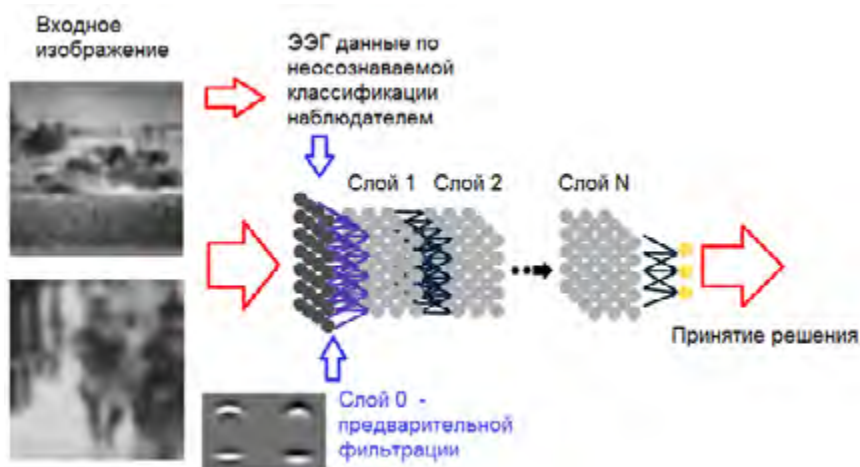 Входное
изображение
ЭЭГ данные по
неосознаваемой
классификации
наблюдателем
Слой 1
Слой 2
Слой N
Принятие решения
Слой 0 -
предварительной
фильтрации